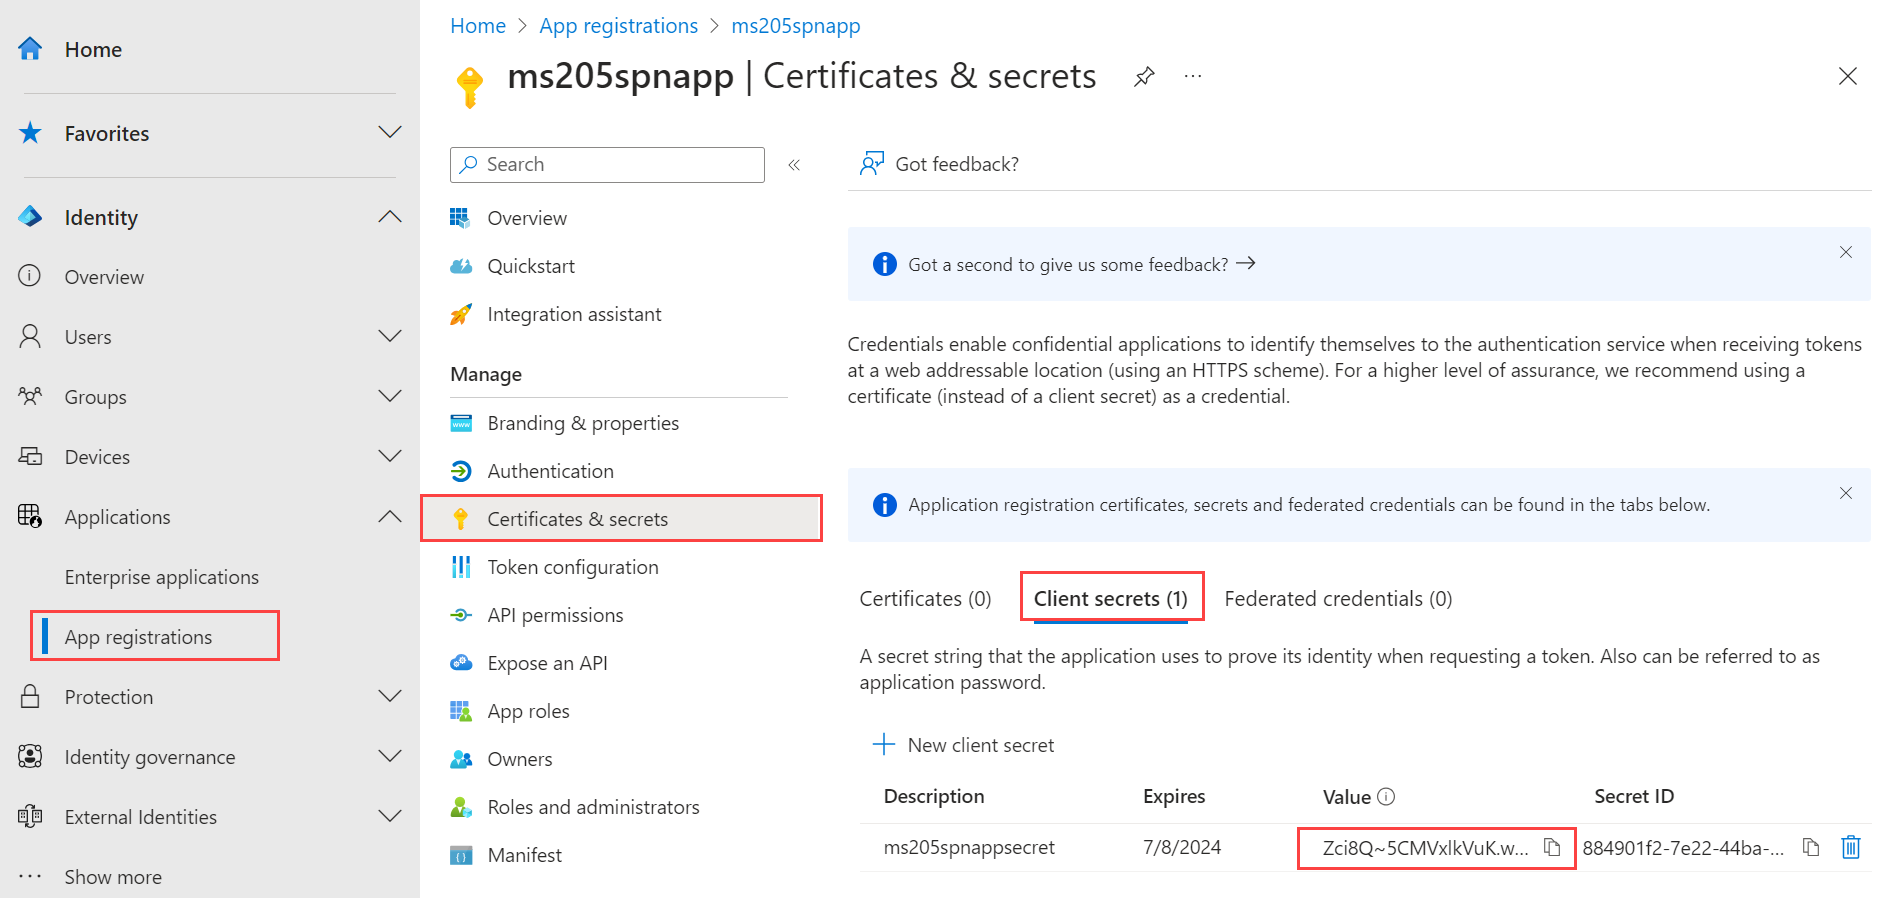 Home
Favorites
Identity
Overview
Users
Groups
Devices
Applications
Enterprise applications
App registrations
Protection
Identity governance
External Identities
Show more
Home > App registrations > ms205spnapp
ms205spnapp | Certificates & secrets
Search
Overview
Quickstart
Integration assistant
Manage
Branding & properties
Authentication
Certificates & secrets
Token configuration
API permissions
Expose an API
App roles
Owners
Roles and administrators
Manifest
Got feedback?
Got a second to give us some feedback?
Credentials enable confidential applications to identify themselves to the authentication service when receiving tokens
at a web addressable location (using an HTTPS scheme). For a higher level of assurance, we recommend using a
certificate (instead of a client secret) as a credential.
Application registration certificates, secrets and federated credentials can be found in the tabs below.
Certificates (0) Client secrets (1) Federated credentials (0)
A secret string that the application uses to prove its identity when requesting a token. Also can be referred to as
application password.
New client secret
Description Expires Value Secret ID
ms205spnappsecret 7/8/2024 Zci8Q~5CMVxlkVuK.w... 884901f2-7e22-44ba-...